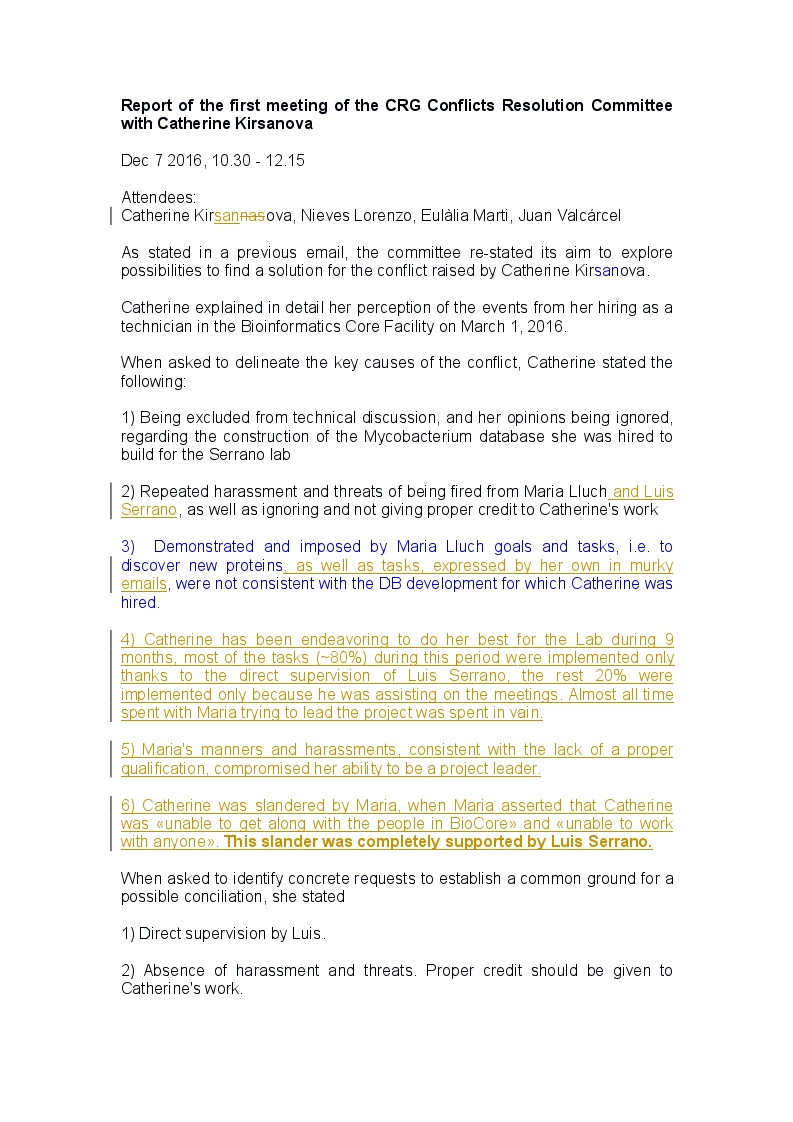 Report of the first meeting of the CRG Conflicts Resolution Committee
with Catherine Kirsanova
Dec 7 2016, 10.30 - 12.15
Attendees:
Catherine Kirsannasova, Nieves Lorenzo, Eulàlia Marti, Juan Valcárcel
As stated in a previous email, the committee re-stated its aim to explore
possibilities to find a solution for the conflict raised by Catherine Kirsanova.
Catherine explained in detail her perception of the events from her hiring as a
technician in the Bioinformatics Core Facility on March 1, 2016.
When asked to delineate the key causes of the conflict, Catherine stated the
following:
1) Being excluded from technical discussion, and her opinions being ignored,
regarding the construction of the Mycobacterium database she was hired to
build for the Serrano lab
2) Repeated harassment and threats of being fired from Maria Lluch and Luis
Serrano, as well as ignoring and not giving proper credit to Catherine's work
3) Demonstrated and imposed by Maria Lluch goals and tasks, i.e. to
discover new proteins, as well as tasks, expressed by her own in murky
emails, were not consistent with the DB development for which Catherine was
hired.
4) Catherine has been endeavoring to do her best for the Lab during 9
months, most of the tasks (~80%) during this period were implemented only
thanks to the direct supervision of Luis Serrano, the rest 20% were
implemented only because he was assisting on the meetings. Almost all time
spent with Maria trying to lead the project was spent in vain.
5) Maria's manners and harassments, consistent with the lack of a proper
qualification, compromised her ability to be a project leader.
6) Catherine was slandered by Maria, when Maria asserted that Catherine
was «unable to get along with the people in BioCore» and «unable to work
with anyone». This slander was completely supported by Luis Serrano.
When asked to identify concrete requests to establish a common ground for a
possible conciliation, she stated
1) Direct supervision by Luis.
2) Absence of harassment and threats. Proper credit should be given to
Catherine's work.